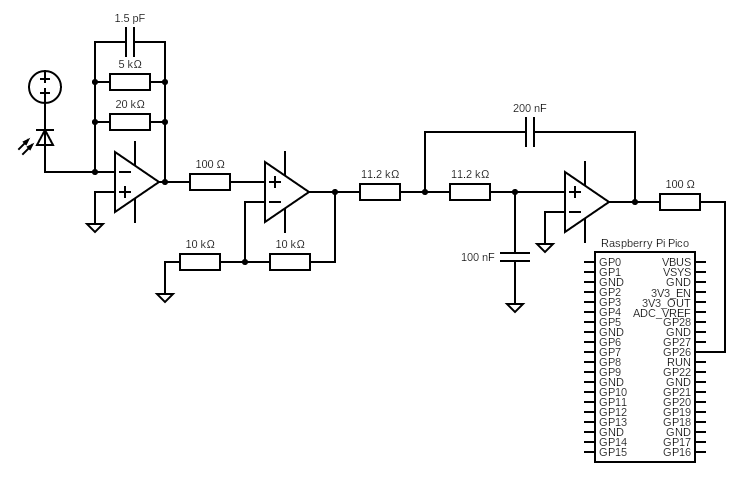 1.5 pF
5 kΩ
20 kΩ
100 Ω
10 kΩ
10 kΩ
11.2 kΩ
11.2 kΩ
200 nF
100 nF
100 Ω
Raspberry Pi Pico
GP0 VBUS
GP1 VSYS
GND GND
GP2 3V3_EN
GP3 3V3_OUT
GP4 ADC_VREF
GP5 GP28
GND GND
GP6 GP27
GP7 GP26
GP8 RUN
GP9 GP22
GND GND
GP10 GP21
GP11 GP20
GP12 GP19
GP13 GP18
GND GND
GP14 GP17
GP15 GP16